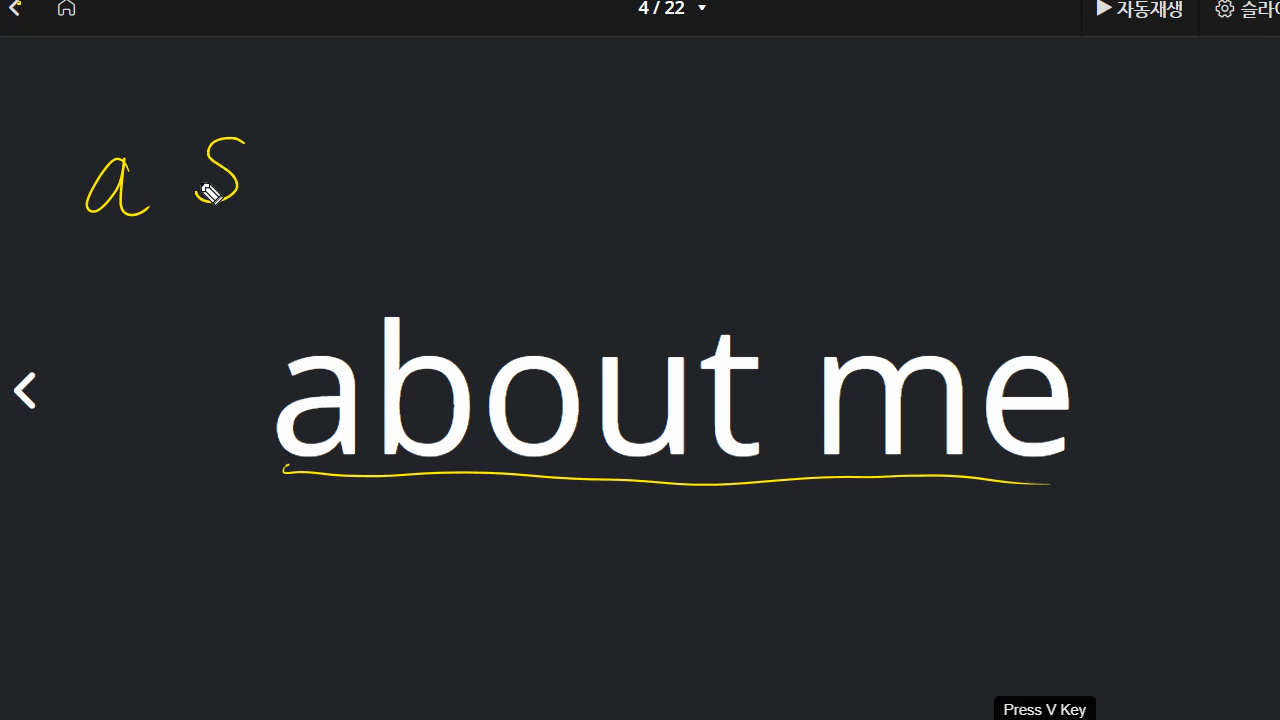 4 / 22 ▶ 자동재생
a s
about me
Press V Key